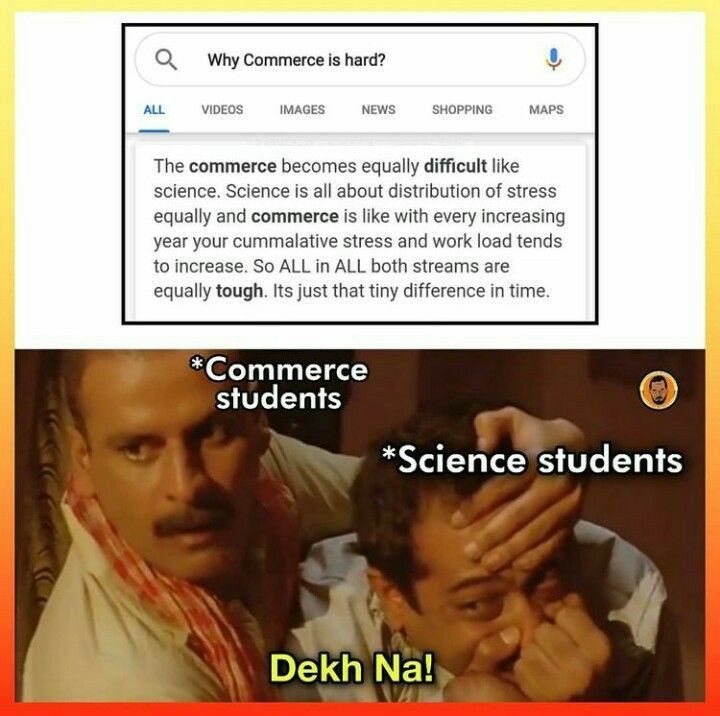 Why Commerce is hard?
ALL VIDEOS IMAGES NEWS SHOPPING MAPS
The commerce becomes equally difficult like
science. Science is all about distribution of stress
equally and commerce is like with every increasing
year your cummalative stress and work load tends
to increase. So ALL in ALL both streams are
equally tough. Its just that tiny difference in time.
*Commerce
students
*Science students
Dekh Na!